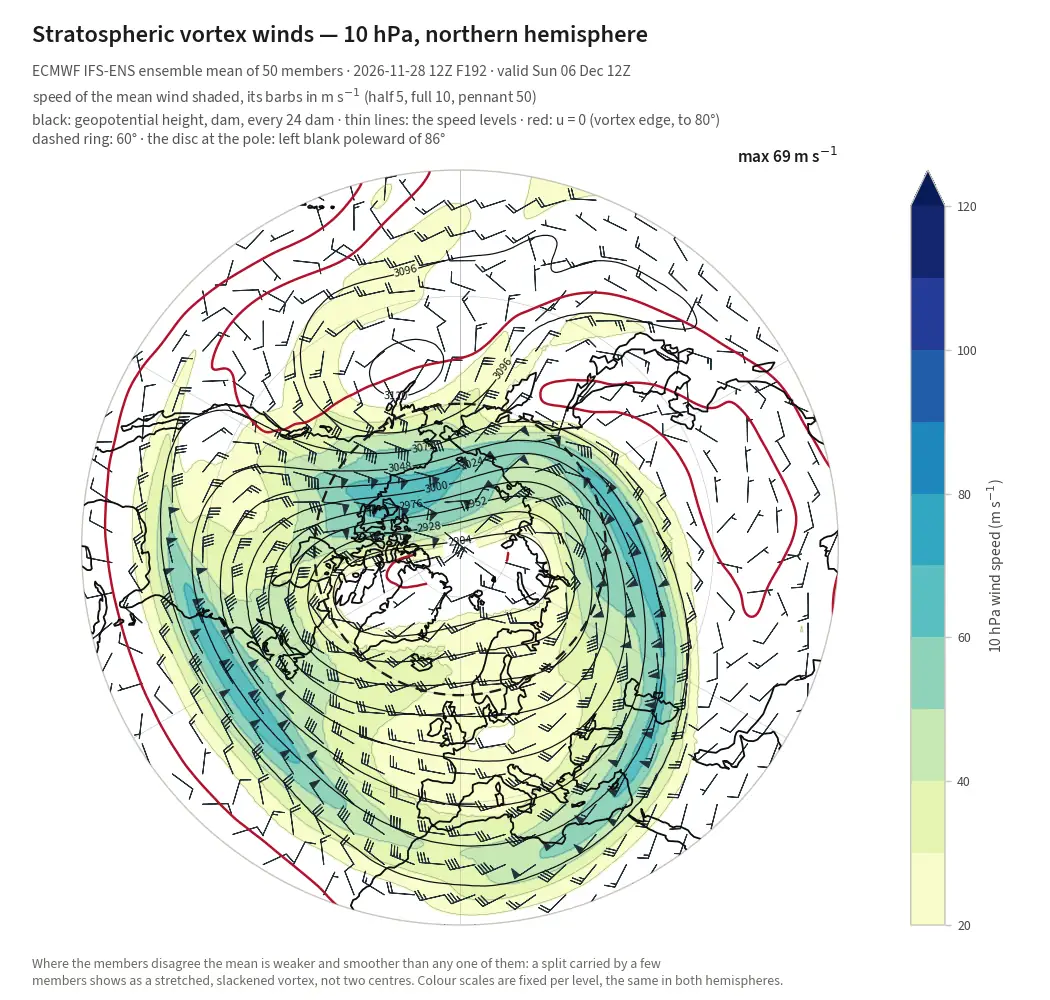 Stratospheric vortex winds — 10 hPa, northern hemisphere
ECMWF IFS-ENS ensemble mean of 50 members · 2026-11-28 12Z F192 · valid Sun 06 Dec 12Z
speed of the mean wind shaded, its barbs in m s⁻¹ (half 5, full 10, pennant 50)
black: geopotential height, dam, every 24 dam · thin lines: the speed levels · red: u = 0 (vortex edge, to 80°)
dashed ring: 60° · the disc at the pole: left blank poleward of 86°
max 69 m s⁻¹
120
100
80
60
40
20
10 hPa wind speed (m s⁻¹)
3096
3096
3072
3048
3024
3000
2976
2952
2928
2904
Where the members disagree the mean is weaker and smoother than any one of them: a split carried by a few
members shows as a stretched, slackened vortex, not two centres. Colour scales are fixed per level, the same in both hemispheres.